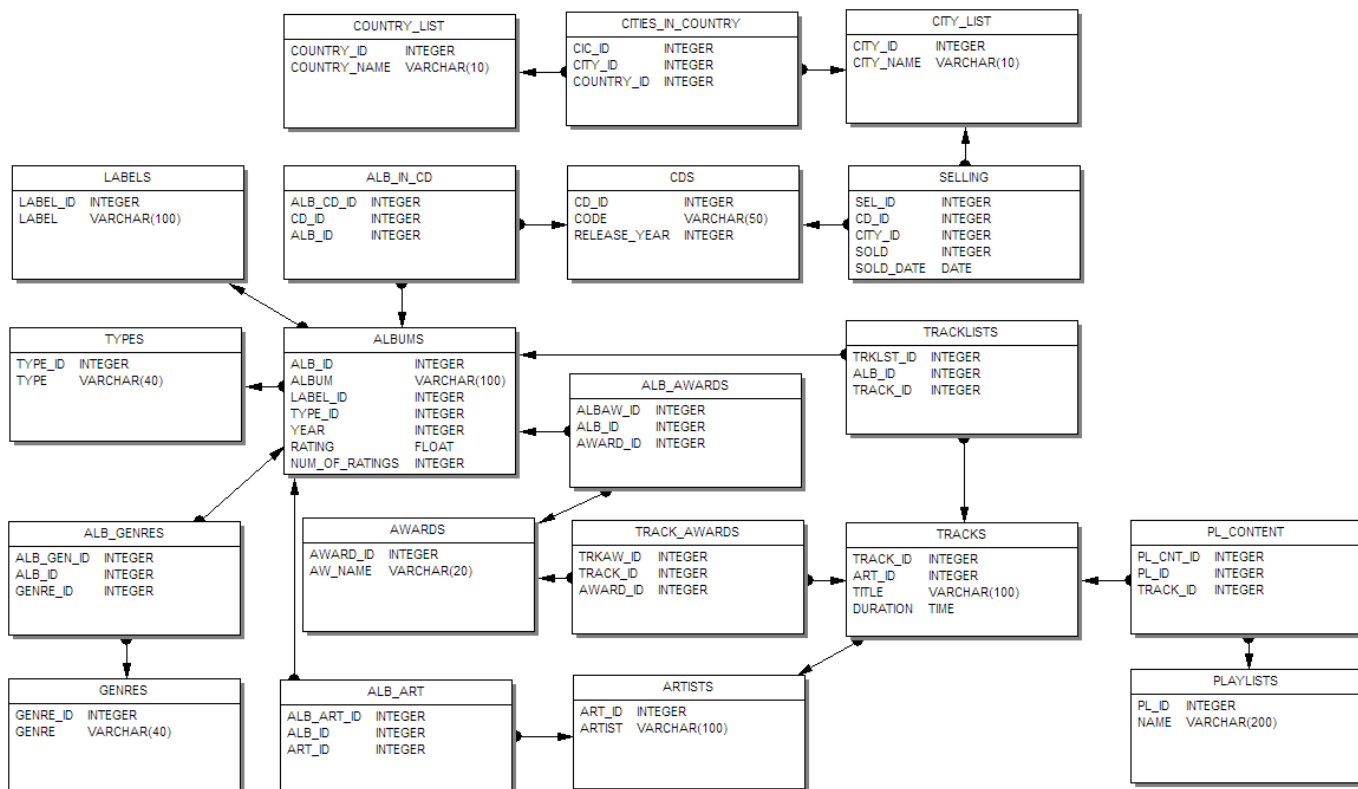 COUNTRY_LIST
COUNTRY_ID INTEGER
COUNTRY_NAME VARCHAR(10)
CITIES_IN_COUNTRY
CIC_ID INTEGER
CITY_ID INTEGER
COUNTRY_ID INTEGER
CITY_LIST
CITY_ID INTEGER
CITY_NAME VARCHAR(10)
LABELS
LABEL_ID INTEGER
LABEL VARCHAR(100)
ALB_IN_CD
ALB_CD_ID INTEGER
CD_ID INTEGER
ALB_ID INTEGER
CDS
CD_ID INTEGER
CODE VARCHAR(50)
RELEASE_YEAR INTEGER
SELLING
SEL_ID INTEGER
CD_ID INTEGER
CITY_ID INTEGER
SOLD INTEGER
SOLD_DATE DATE
TYPES
TYPE_ID INTEGER
TYPE VARCHAR(40)
ALBUMS
ALB_ID INTEGER
ALBUM VARCHAR(100)
LABEL_ID INTEGER
TYPE_ID INTEGER
YEAR INTEGER
RATING FLOAT
NUM_OF_RATINGS INTEGER
ALB_AWARDS
ALBAW_ID INTEGER
ALB_ID INTEGER
AWARD_ID INTEGER
TRACKLISTS
TRKLST_ID INTEGER
ALB_ID INTEGER
TRACK_ID INTEGER
ALB_GENRES
ALB_GEN_ID INTEGER
ALB_ID INTEGER
GENRE_ID INTEGER
AWARDS
AWARD_ID INTEGER
AW_NAME VARCHAR(20)
TRACK_AWARDS
TRKAW_ID INTEGER
TRACK_ID INTEGER
AWARD_ID INTEGER
TRACKS
TRACK_ID INTEGER
ART_ID INTEGER
TITLE VARCHAR(100)
DURATION TIME
PL_CONTENT
PL_CNT_ID INTEGER
PL_ID INTEGER
TRACK_ID INTEGER
GENRES
GENRE_ID INTEGER
GENRE VARCHAR(40)
ALB_ART
ALB_ART_ID INTEGER
ALB_ID INTEGER
ART_ID INTEGER
ARTISTS
ART_ID INTEGER
ARTIST VARCHAR(100)
PLAYLISTS
PL_ID INTEGER
NAME VARCHAR(200)